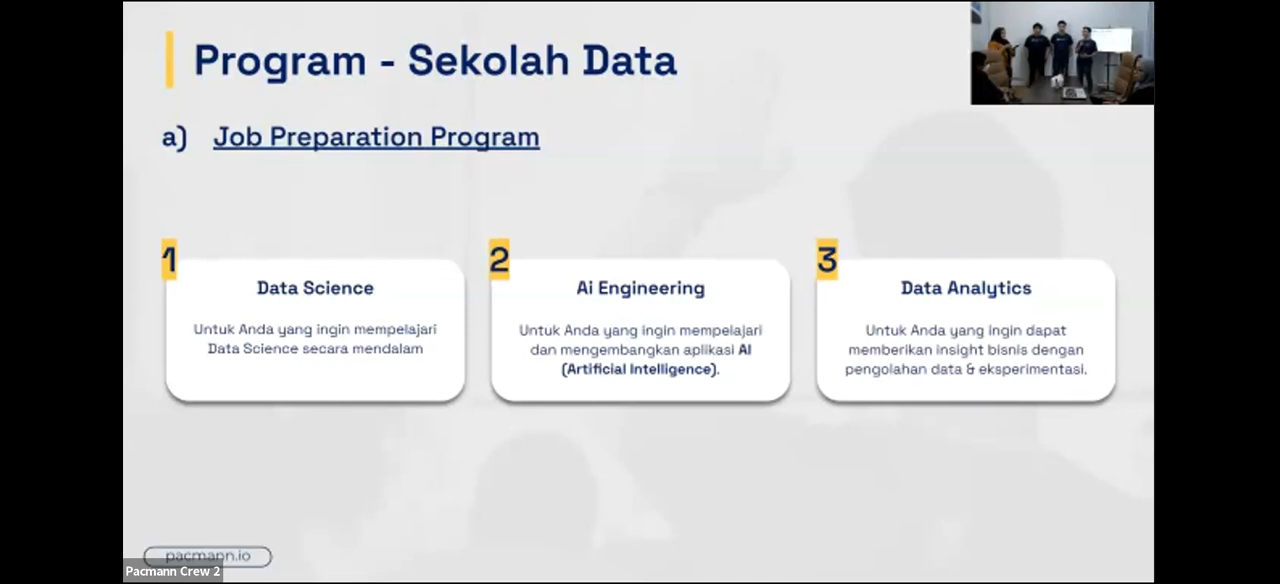 Program - Sekolah Data
a) Job Preparation Program
1
Data Science
Untuk Anda yang ingin mempelajari
Data Science secara mendalam
2
Ai Engineering
Untuk Anda yang ingin mempelajari
dan mengembangkan aplikasi AI
(Artificial Intelligence).
3
Data Analytics
Untuk Anda yang ingin dapat
memberikan insight bisnis dengan
pengolahan data & eksperimentasi.
pacmann.io
Pacmann Crew 2